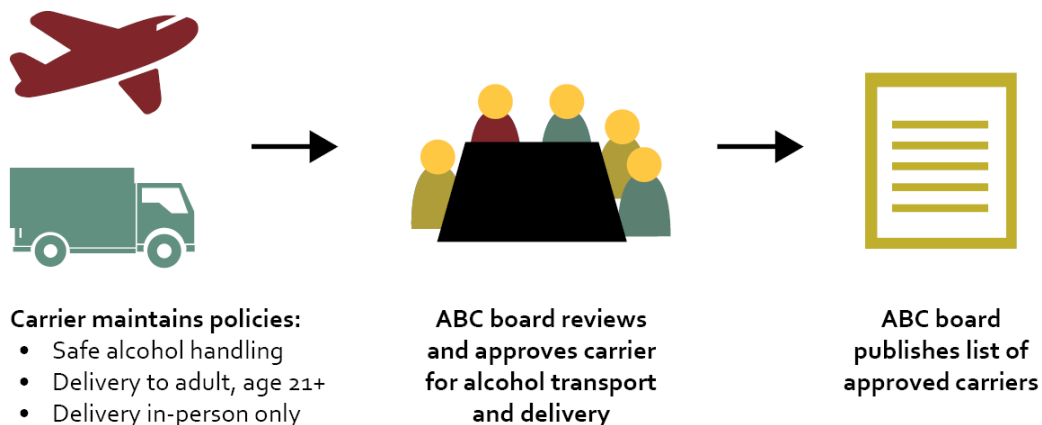 Carrier maintains policies:
• Safe alcohol handling
• Delivery to adult, age 21+
• Delivery in-person only
ABC board reviews
and approves carrier
for alcohol transport
and delivery
ABC board
publishes list of
approved carriers